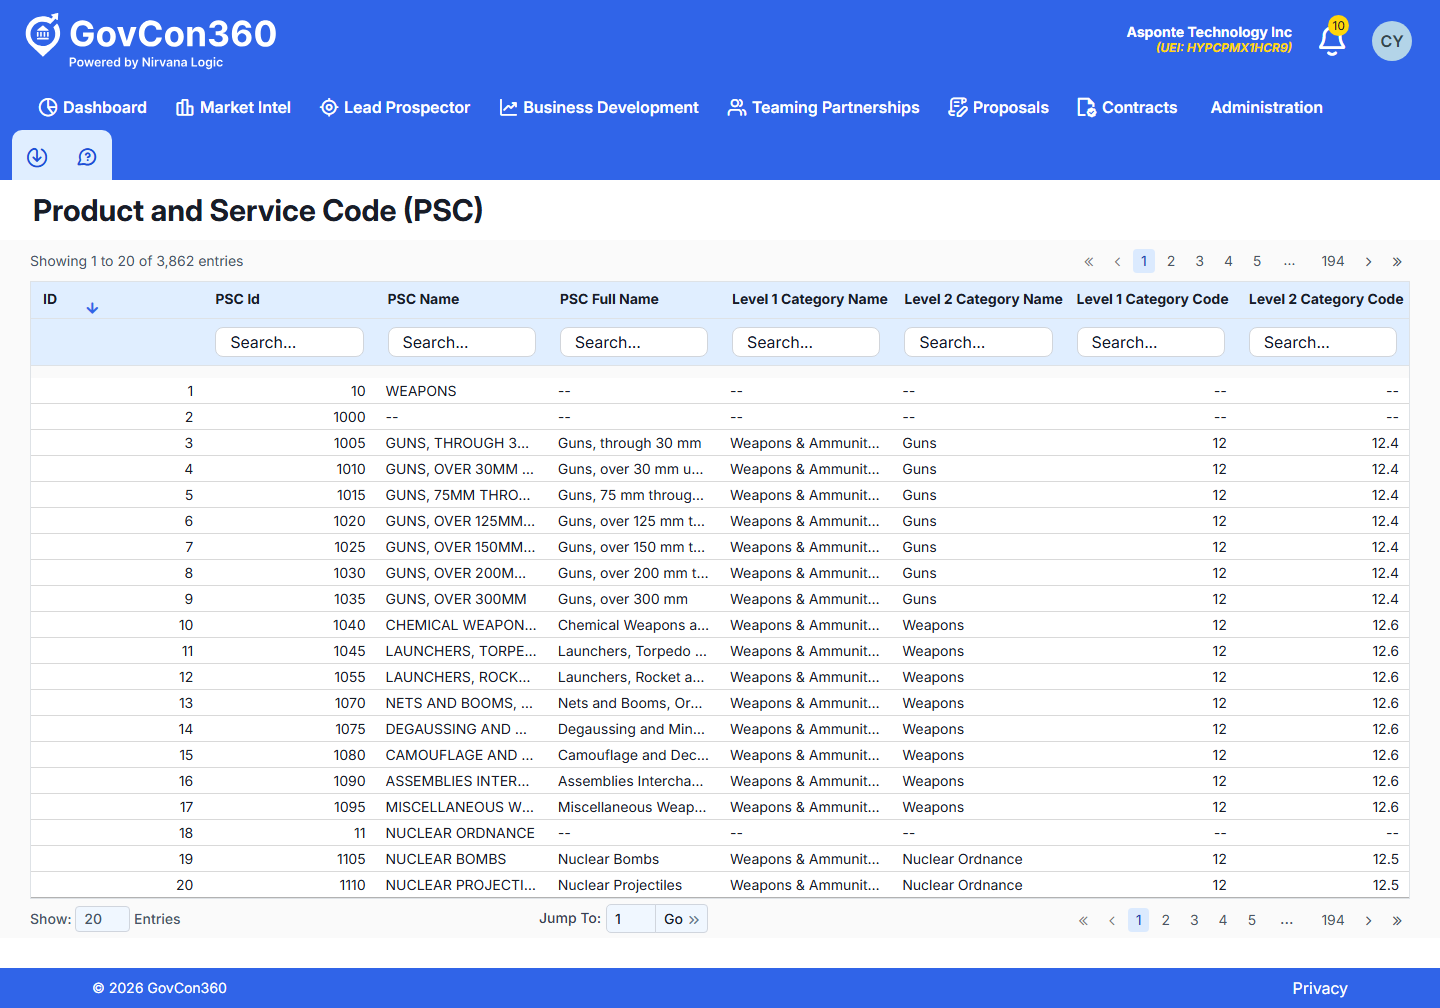 GovCon360
Powered by Nirvana Logic
Asponte Technology Inc
(UEI: HYPCPMX1HCR9)
10
CY
Dashboard Market Intel Lead Prospector Business Development Teaming Partnerships Proposals Contracts Administration
Product and Service Code (PSC)
Showing 1 to 20 of 3,862 entries
« ‹ 1 2 3 4 5 ... 194 › »
ID PSC Id PSC Name PSC Full Name Level 1 Category Name Level 2 Category Name Level 1 Category Code Level 2 Category Code
Search... Search... Search... Search... Search... Search... Search...
1 10 WEAPONS -- -- -- -- --
2 1000 -- -- -- -- -- --
3 1005 GUNS, THROUGH 3... Guns, through 30 mm Weapons & Ammunit... Guns 12 12.4
4 1010 GUNS, OVER 30MM ... Guns, over 30 mm u... Weapons & Ammunit... Guns 12 12.4
5 1015 GUNS, 75MM THRO... Guns, 75 mm throug... Weapons & Ammunit... Guns 12 12.4
6 1020 GUNS, OVER 125MM... Guns, over 125 mm t... Weapons & Ammunit... Guns 12 12.4
7 1025 GUNS, OVER 150MM... Guns, over 150 mm t... Weapons & Ammunit... Guns 12 12.4
8 1030 GUNS, OVER 200M... Guns, over 200 mm t... Weapons & Ammunit... Guns 12 12.4
9 1035 GUNS, OVER 300MM Guns, over 300 mm Weapons & Ammunit... Guns 12 12.4
10 1040 CHEMICAL WEAPON... Chemical Weapons a... Weapons & Ammunit... Weapons 12 12.6
11 1045 LAUNCHERS, TORPE... Launchers, Torpedo ... Weapons & Ammunit... Weapons 12 12.6
12 1055 LAUNCHERS, ROCK... Launchers, Rocket a... Weapons & Ammunit... Weapons 12 12.6
13 1070 NETS AND BOOMS, ... Nets and Booms, Or... Weapons & Ammunit... Weapons 12 12.6
14 1075 DEGAUSSING AND ... Degaussing and Min... Weapons & Ammunit... Weapons 12 12.6
15 1080 CAMOUFLAGE AND ... Camouflage and Dec... Weapons & Ammunit... Weapons 12 12.6
16 1090 ASSEMBLIES INTER... Assemblies Intercha... Weapons & Ammunit... Weapons 12 12.6
17 1095 MISCELLANEOUS W... Miscellaneous Weap... Weapons & Ammunit... Weapons 12 12.6
18 11 NUCLEAR ORDNANCE -- -- -- -- --
19 1105 NUCLEAR BOMBS Nuclear Bombs Weapons & Ammunit... Nuclear Ordnance 12 12.5
20 1110 NUCLEAR PROJECTI... Nuclear Projectiles Weapons & Ammunit... Nuclear Ordnance 12 12.5
Show: 20 Entries Jump To: 1 Go » « ‹ 1 2 3 4 5 ... 194 › »
© 2026 GovCon360 Privacy